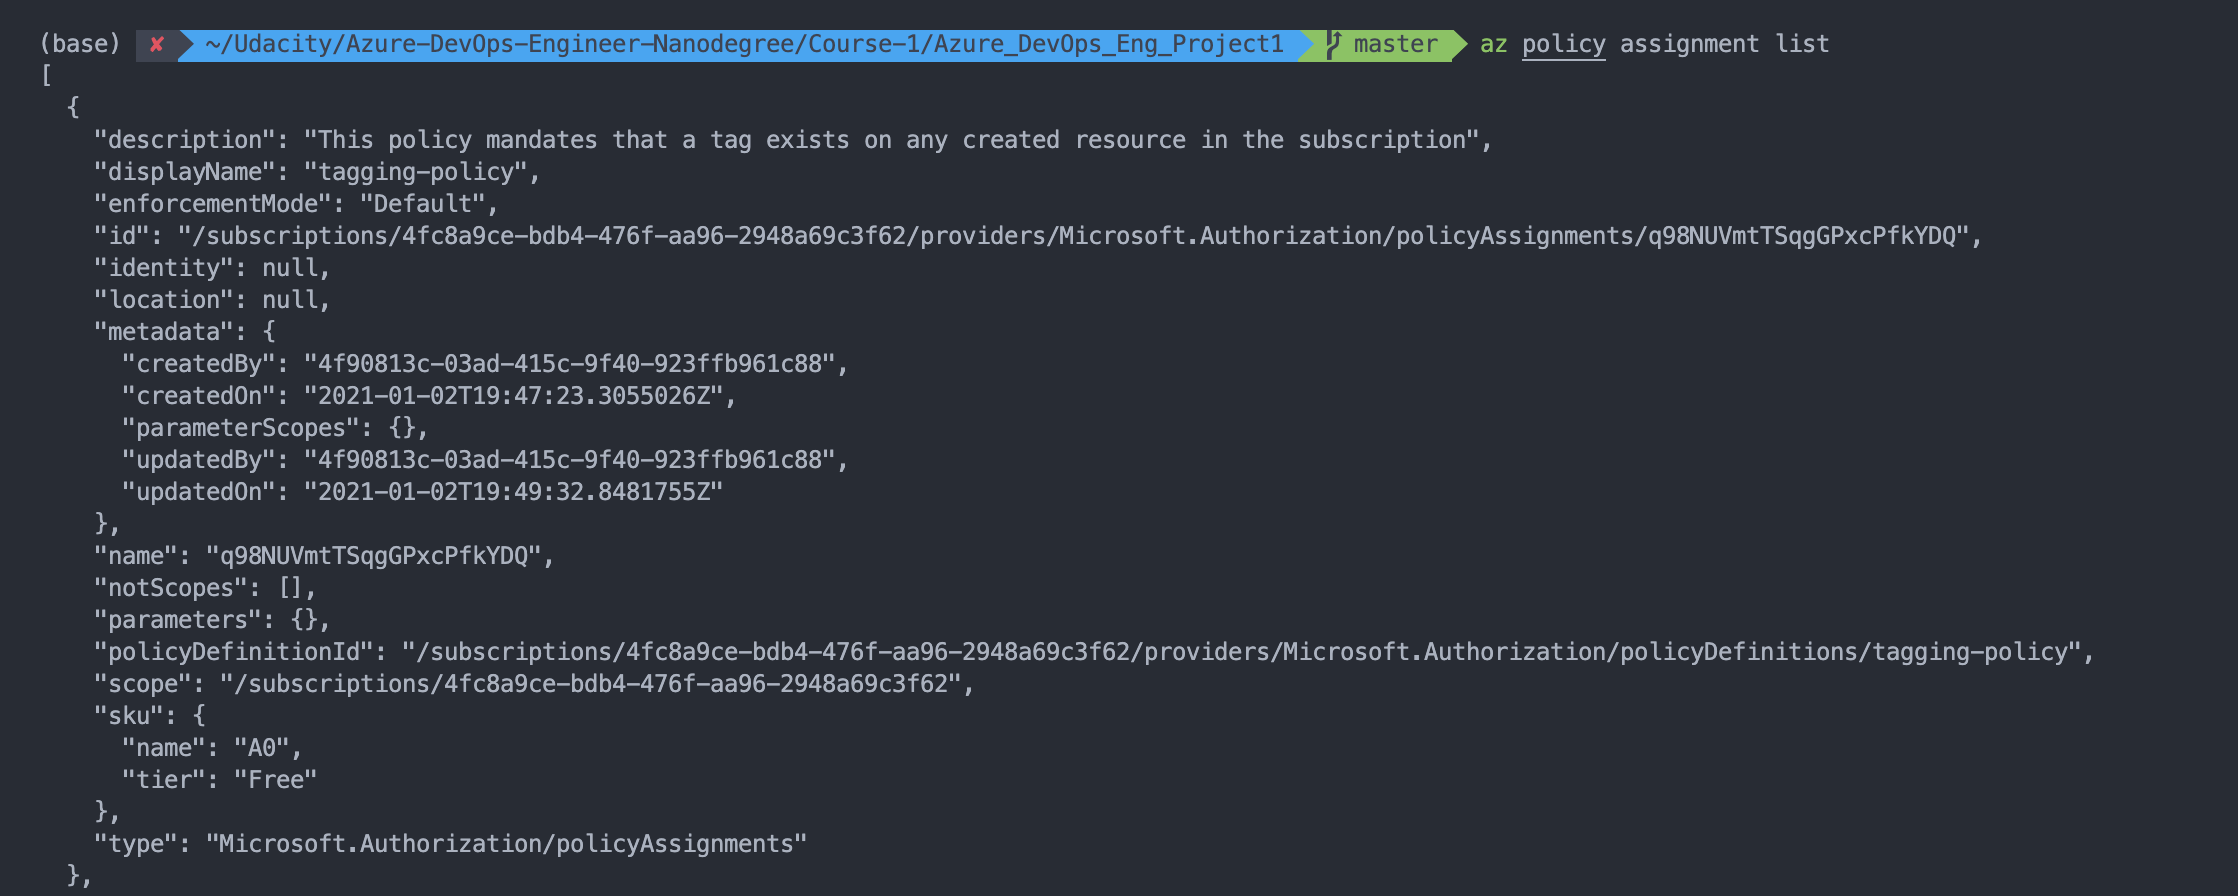 (base) ✘ ~/Udacity/Azure-DevOps-Engineer-Nanodegree/Course-1/Azure_DevOps_Eng_Project1 master az policy assignment list
[
  {
    "description": "This policy mandates that a tag exists on any created resource in the subscription",
    "displayName": "tagging-policy",
    "enforcementMode": "Default",
    "id": "/subscriptions/4fc8a9ce-bdb4-476f-aa96-2948a69c3f62/providers/Microsoft.Authorization/policyAssignments/q98NUVmtTSqgGPxcPfkYDQ",
    "identity": null,
    "location": null,
    "metadata": {
      "createdBy": "4f90813c-03ad-415c-9f40-923ffb961c88",
      "createdOn": "2021-01-02T19:47:23.3055026Z",
      "parameterScopes": {},
      "updatedBy": "4f90813c-03ad-415c-9f40-923ffb961c88",
      "updatedOn": "2021-01-02T19:49:32.8481755Z"
    },
    "name": "q98NUVmtTSqgGPxcPfkYDQ",
    "notScopes": [],
    "parameters": {},
    "policyDefinitionId": "/subscriptions/4fc8a9ce-bdb4-476f-aa96-2948a69c3f62/providers/Microsoft.Authorization/policyDefinitions/tagging-policy",
    "scope": "/subscriptions/4fc8a9ce-bdb4-476f-aa96-2948a69c3f62",
    "sku": {
      "name": "A0",
      "tier": "Free"
    },
    "type": "Microsoft.Authorization/policyAssignments"
  },